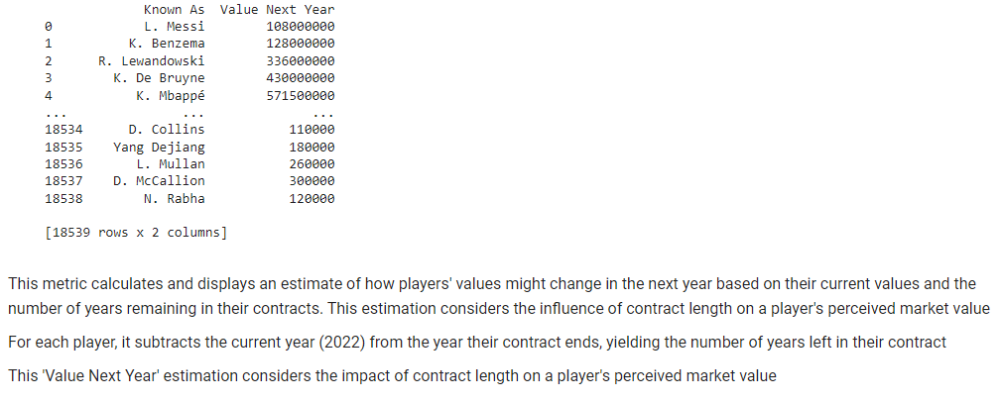 Known As Value Next Year
0 L. Messi 108000000
1 K. Benzema 128000000
2 R. Lewandowski 336000000
3 K. De Bruyne 430000000
4 K. Mbappé 571500000
... ... ...
18534 D. Collins 110000
18535 Yang Dejiang 180000
18536 L. Mullan 260000
18537 D. McCallion 300000
18538 N. Rabha 120000
[18539 rows x 2 columns]
This metric calculates and displays an estimate of how players' values might change in the next year based on their current values and the
number of years remaining in their contracts. This estimation considers the influence of contract length on a player's perceived market value
For each player, it subtracts the current year (2022) from the year their contract ends, yielding the number of years left in their contract
This 'Value Next Year' estimation considers the impact of contract length on a player's perceived market value